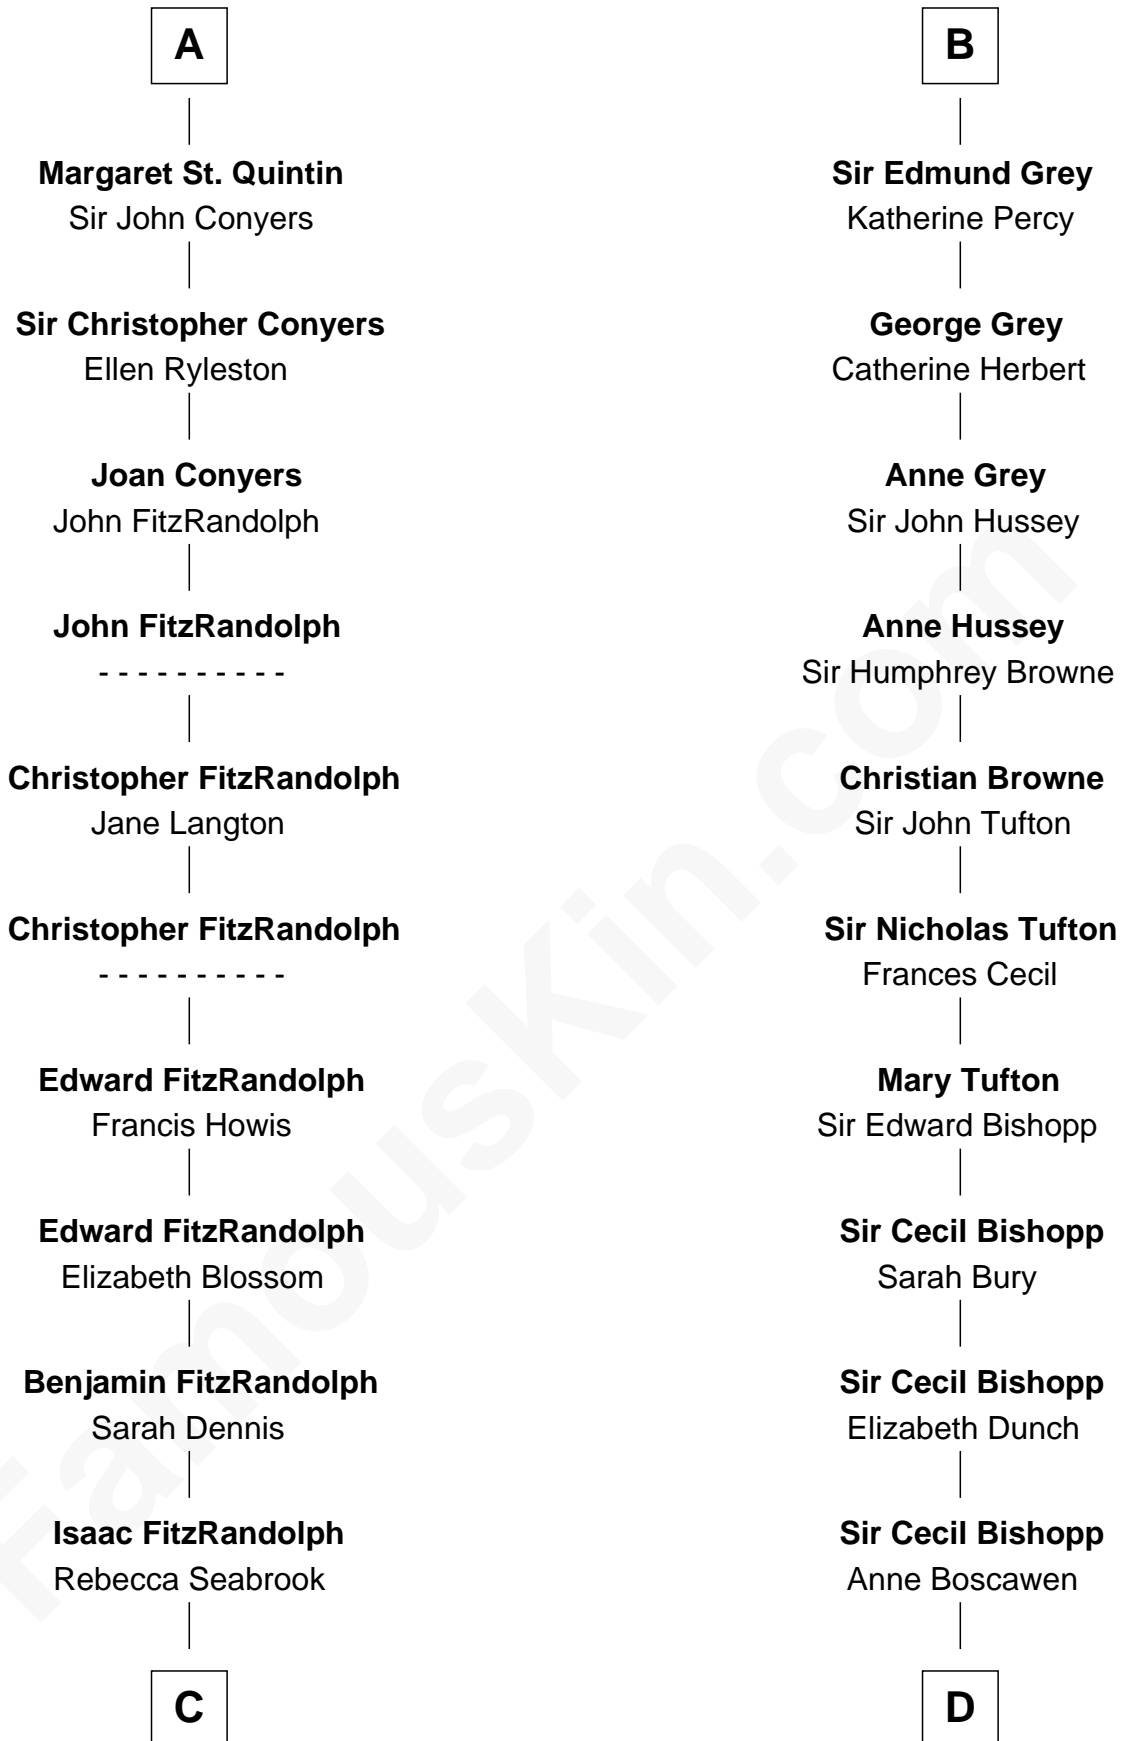 A
Margaret St. Quintin
Sir John Conyers
Sir Christopher Conyers
Ellen Ryleston
Joan Conyers
John FitzRandolph
John FitzRandolph
- - - - - - - - - -
Christopher FitzRandolph
Jane Langton
Christopher FitzRandolph
- - - - - - - - - -
Edward FitzRandolph
Francis Howis
Edward FitzRandolph
Elizabeth Blossom
Benjamin FitzRandolph
Sarah Dennis
Isaac FitzRandolph
Rebecca Seabrook
C
B
Sir Edmund Grey
Katherine Percy
George Grey
Catherine Herbert
Anne Grey
Sir John Hussey
Anne Hussey
Sir Humphrey Browne
Christian Browne
Sir John Tufton
Sir Nicholas Tufton
Frances Cecil
Mary Tufton
Sir Edward Bishopp
Sir Cecil Bishopp
Sarah Bury
Sir Cecil Bishopp
Elizabeth Dunch
Sir Cecil Bishopp
Anne Boscawen
D
FamousKin.com